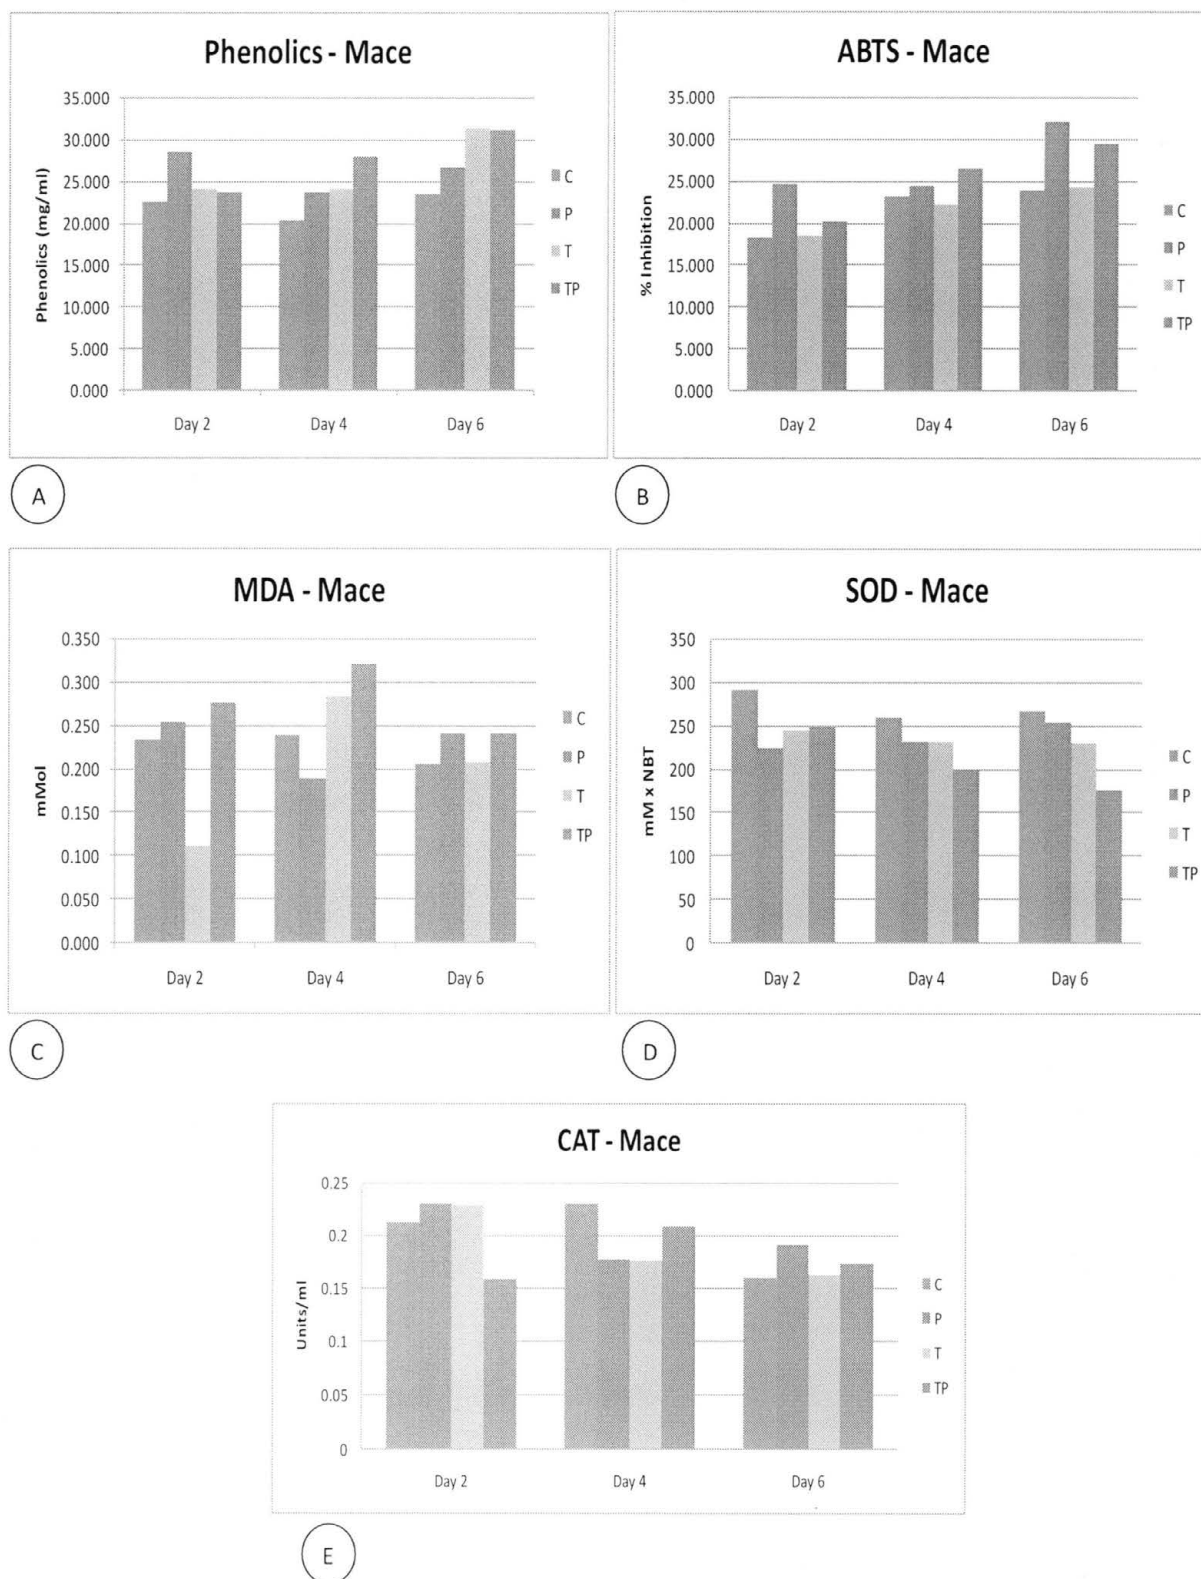 Phenolics - Mace
35.000
30.000
25.000
20.000
15.000
10.000
5.000
0.000
Phenolics (mg/ml)
Day 2 Day 4 Day 6
C
P
T
TP
A
ABTS - Mace
35.000
30.000
25.000
20.000
15.000
10.000
5.000
0.000
% Inhibition
Day 2 Day 4 Day 6
C
P
T
TP
B
MDA - Mace
0.350
0.300
0.250
0.200
0.150
0.100
0.050
0.000
mMol
Day 2 Day 4 Day 6
C
P
T
TP
C
SOD - Mace
350
300
250
200
150
100
50
0
mM x NBT
Day 2 Day 4 Day 6
C
P
T
TP
D
CAT - Mace
0.25
0.2
0.15
0.1
0.05
0
Units/ml
Day 2 Day 4 Day 6
C
P
T
TP
E